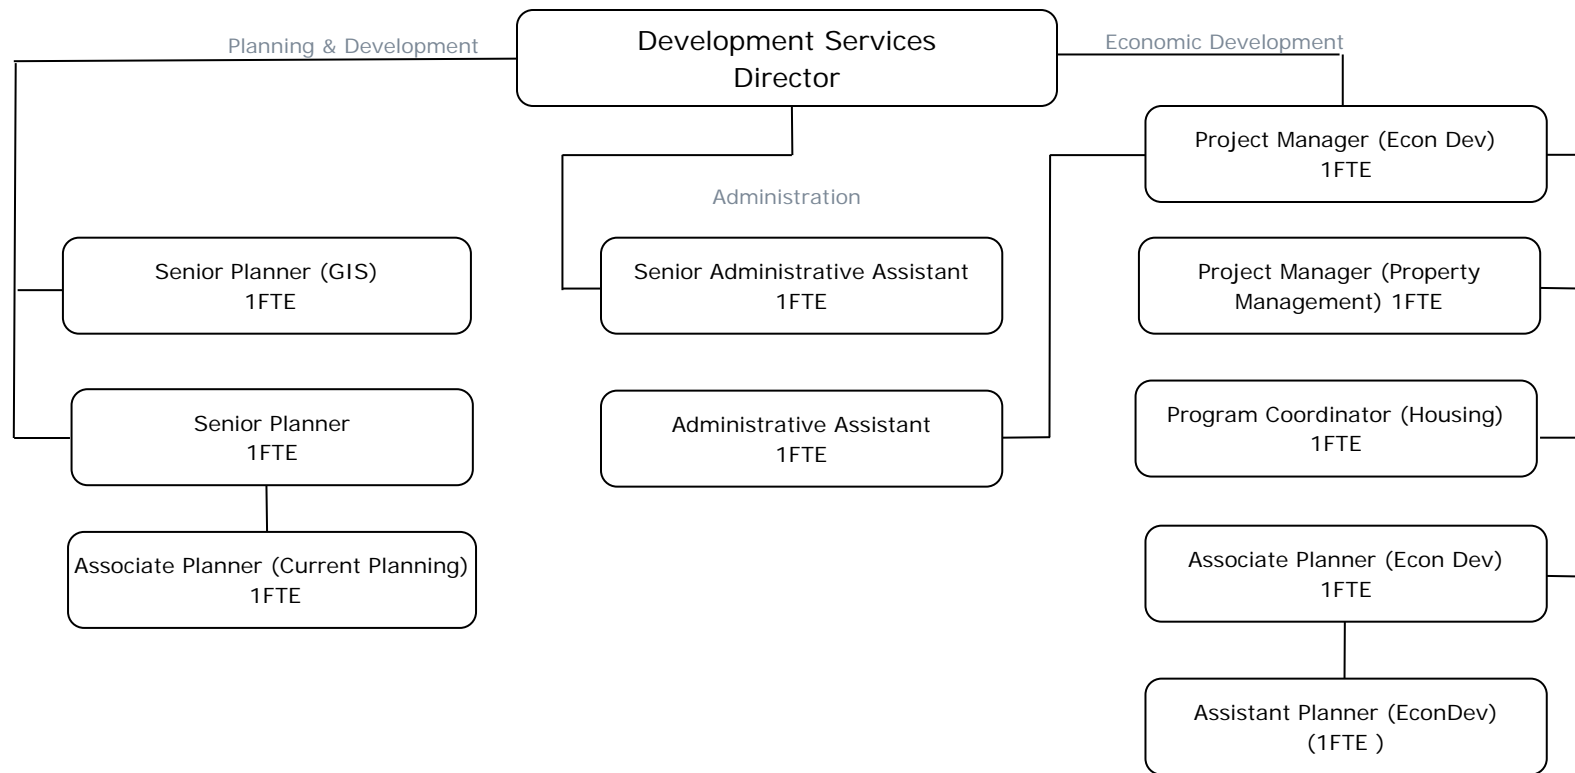 Planning & Development
Development Services
Director
Economic Development
Project Manager (Econ Dev)
1FTE
Administration
Senior Planner (GIS)
1FTE
Senior Administrative Assistant
1FTE
Project Manager (Property
Management) 1FTE
Senior Planner
1FTE
Administrative Assistant
1FTE
Program Coordinator (Housing)
1FTE
Associate Planner (Current Planning)
1FTE
Associate Planner (Econ Dev)
1FTE
Assistant Planner (EconDev)
(1FTE )